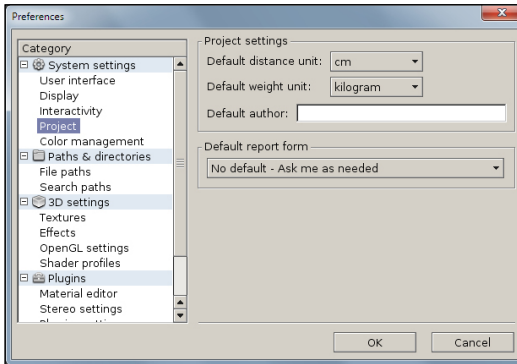 Preferences
Category
System settings
User interface
Display
Interactivity
Project
Color management
Paths & directories
File paths
Search paths
3D settings
Textures
Effects
OpenGL settings
Shader profiles
Plugins
Material editor
Stereo settings
Project settings
Default distance unit: cm
Default weight unit: kilogram
Default author:
Default report form
No default - Ask me as needed
OK Cancel